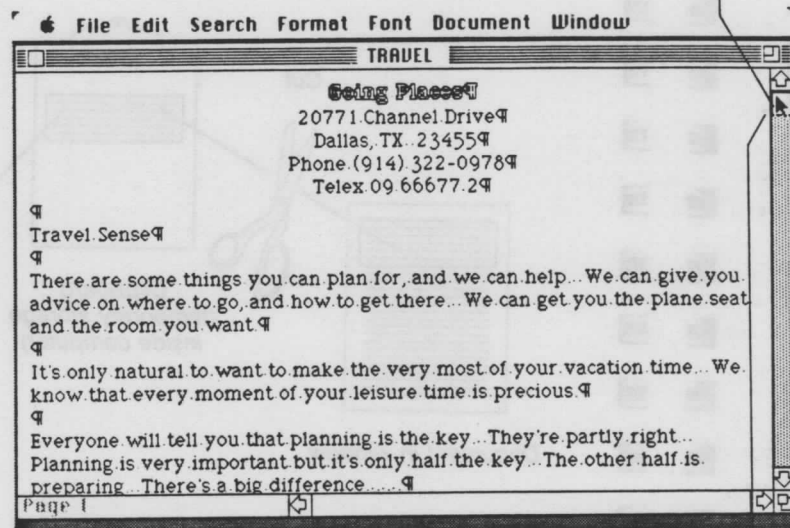 File Edit Search Format Font Document Window
TRAVEL
Going Places¶
20771.Channel.Drive¶
Dallas,.TX..23455¶
Phone.(914).322-0978¶
Telex.09.66677.2¶
¶
Travel.Sense¶
¶
There.are.some.things.you.can.plan.for,.and.we.can.help...We.can.give.you.
advice.on.where.to.go,.and.how.to.get.there...We.can.get.you.the.plane.seat.
and.the.room.you.want.¶
¶
It's.only.natural.to.want.to.make.the.very.most.of.your.vacation.time...We.
know.that.every.moment.of.your.leisure.time.is.precious.¶
¶
Everyone.will.tell.you.that.planning.is.the.key...They're.partly.right...
Planning.is.very.important.but.it's.only.half.the.key...The.other.half.is.
preparing...There's.a.big.difference......¶
Page 1